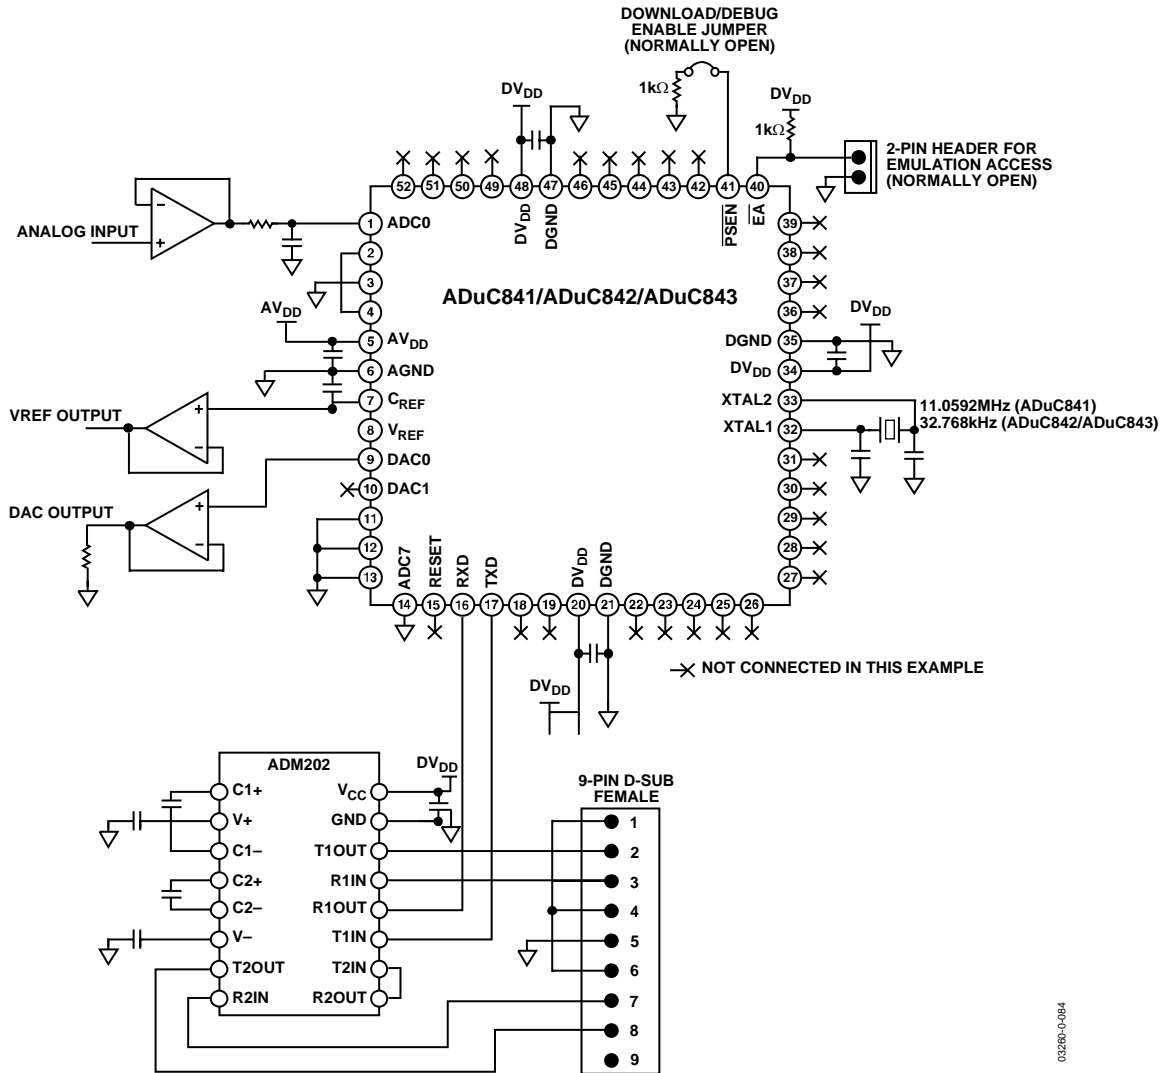 DOWNLOAD/DEBUG
ENABLE JUMPER
(NORMALLY OPEN)
1kΩ
DVDD
DVDD
1kΩ
2-PIN HEADER FOR
EMULATION ACCESS
(NORMALLY OPEN)
52 51 50 49 48 47 46 45 44 43 42 41 40
DVDD
DGND
PSEN
EA
ANALOG INPUT
1 ADC0
2
3
4
AVDD
5 AVDD
6 AGND
7 CREF
VREF OUTPUT
8 VREF
9 DAC0
10 DAC1
DAC OUTPUT
11
12
13
ADuC841/ADuC842/ADuC843
39
38
37
36
DVDD
DGND 35
DVDD 34
XTAL2 33
XTAL1 32
11.0592MHz (ADuC841)
32.768kHz (ADuC842/ADuC843)
31
30
29
28
27
ADC7
RESET
RXD
TXD
DVDD
DGND
14 15 16 17 18 19 20 21 22 23 24 25 26
NOT CONNECTED IN THIS EXAMPLE
DVDD
ADM202
DVDD
C1+
V+
C1–
C2+
C2–
V–
T2OUT
R2IN
VCC
GND
T1OUT
R1IN
R1OUT
T1IN
T2IN
R2OUT
9-PIN D-SUB
FEMALE
1
2
3
4
5
6
7
8
9
03260-0-084